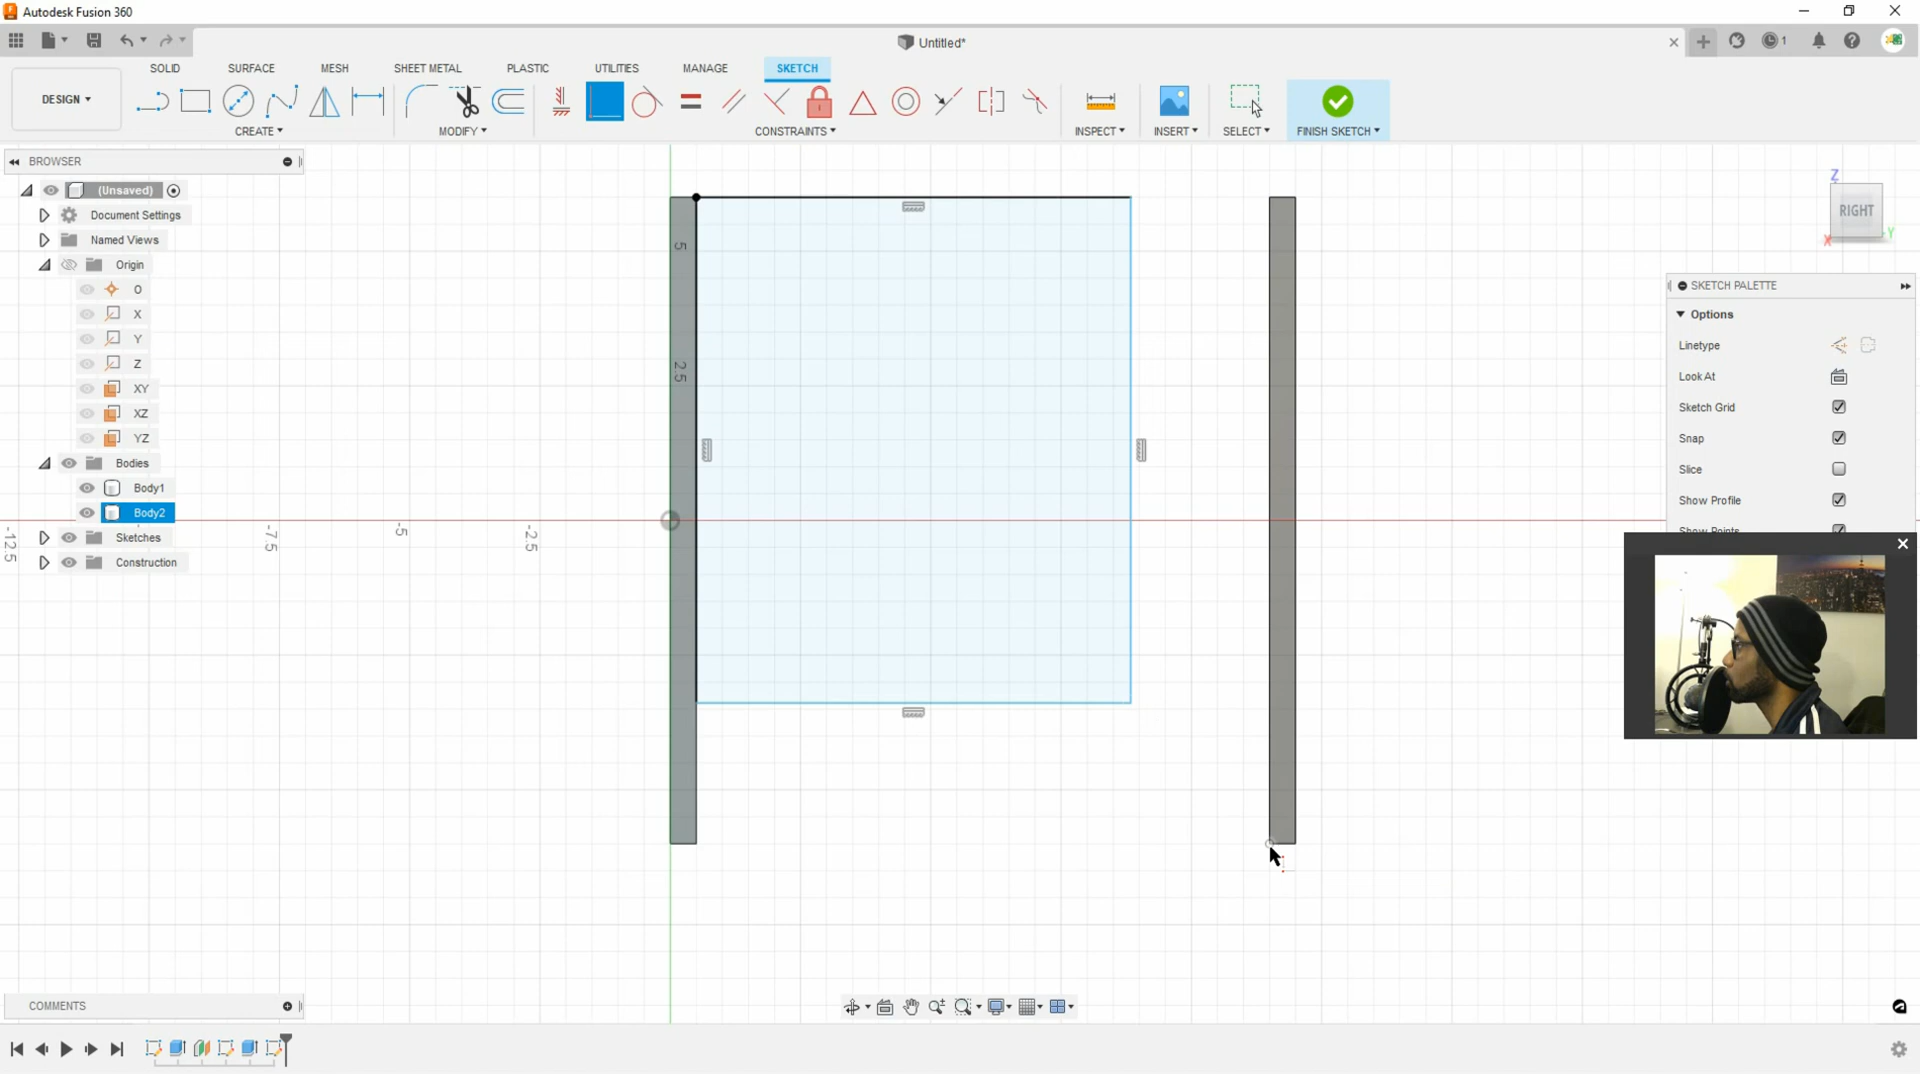 Autodesk Fusion 360
Untitled*
1
DESIGN
SOLID
SURFACE
MESH
SHEET METAL
PLASTIC
UTILITIES
MANAGE
SKETCH
CREATE
MODIFY
CONSTRAINTS
INSPECT
INSERT
SELECT
FINISH SKETCH
BROWSER
(Unsaved)
Document Settings
Named Views
Origin
O
X
Y
Z
XY
XZ
YZ
Bodies
Body1
Body2
Sketches
Construction
5
2.5
-12.5
-7.5
-5
-2.5
Z
RIGHT
X
Y
SKETCH PALETTE
Options
Linetype
Look At
Sketch Grid
Snap
Slice
Show Profile
Show Points
COMMENTS